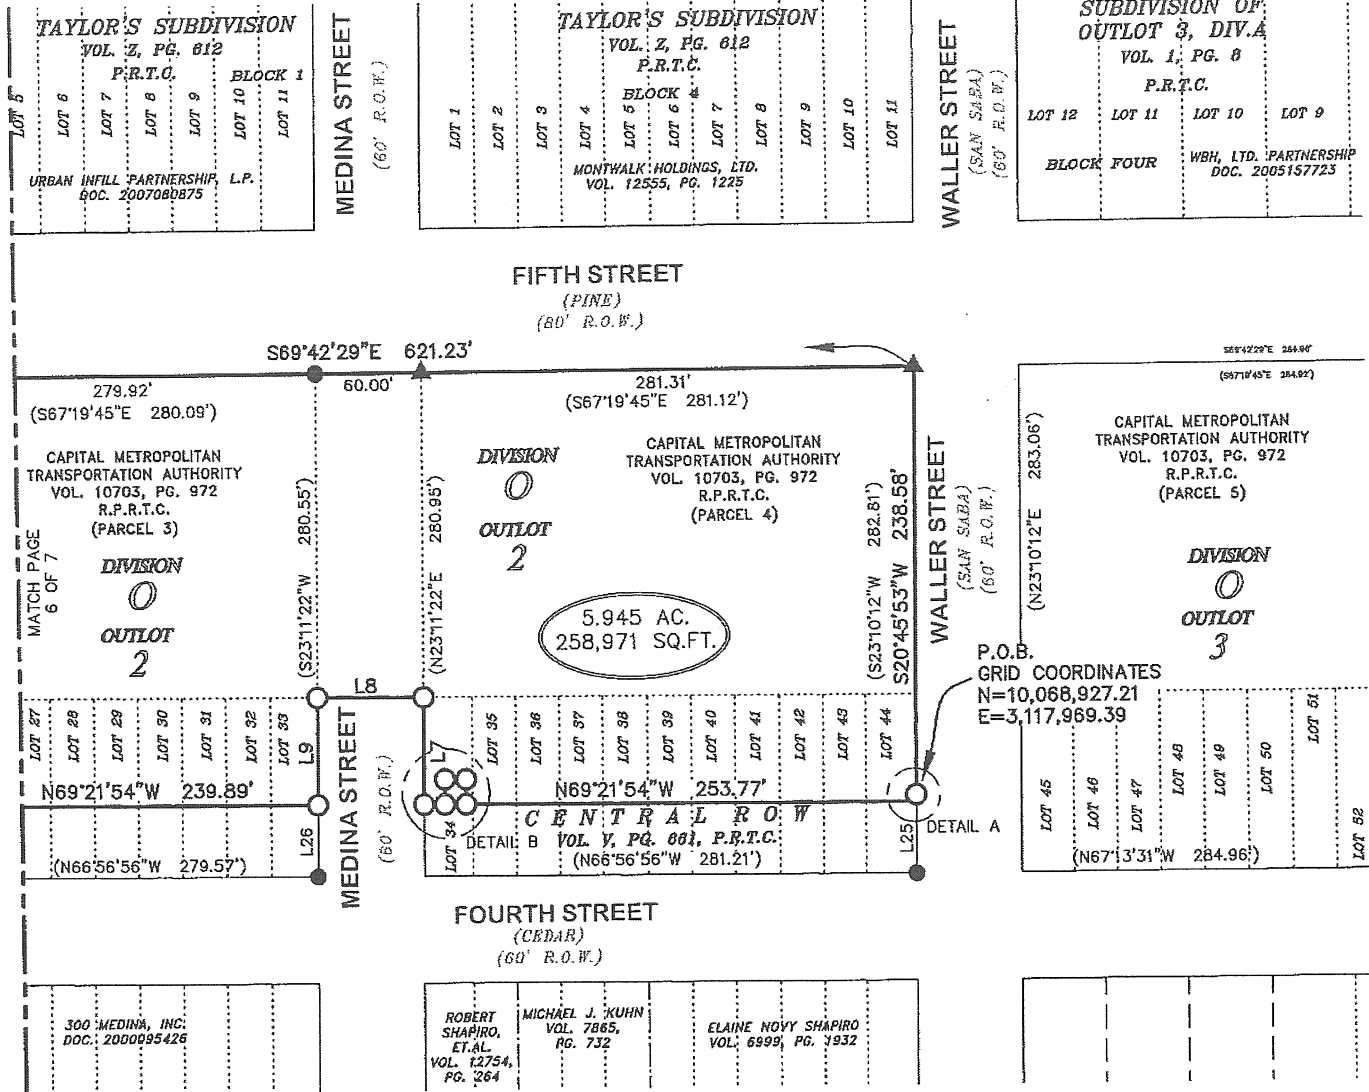 TAYLOR'S SUBDIVISION
VOL. Z, PG. 612
P.R.T.C.
BLOCK 1
LOT 5
LOT 6
LOT 7
LOT 8
LOT 9
LOT 10
LOT 11
URBAN INFILL PARTNERSHIP, L.P.
DOC. 2007080875
MEDINA STREET
(60' R.O.W.)
TAYLOR'S SUBDIVISION
VOL. Z, PG. 612
P.R.T.C.
BLOCK 4
LOT 1
LOT 2
LOT 3
LOT 4
LOT 5
LOT 6
LOT 7
LOT 8
LOT 9
LOT 10
LOT 11
MONTWALK HOLDINGS, LTD.
VOL. 12555, PG. 1225
WALLER STREET
(SAN SABA)
(60' R.O.W.)
SUBDIVISION OF
OUTLOT 3, DIV.A
VOL. 1, PG. 8
P.R.T.C.
LOT 12
LOT 11
LOT 10
LOT 9
BLOCK FOUR
WBH, LTD. PARTNERSHIP
DOC. 2005157723
FIFTH STREET
(PINE)
(80' R.O.W.)
S69°42'29"E 621.23'
279.92'
(S67°19'45"E 280.09')
60.00'
281.31'
(S67°19'45"E 281.12')
S69°42'29"E 284.96'
(S67°19'45"E 284.92')
CAPITAL METROPOLITAN
TRANSPORTATION AUTHORITY
VOL. 10703, PG. 972
R.P.R.T.C.
(PARCEL 3)
DIVISION
O
OUTLOT
2
MATCH PAGE
6 OF 7
(S23°11'22"W 280.55')
(N23°11'22"E 280.95')
DIVISION
O
OUTLOT
2
CAPITAL METROPOLITAN
TRANSPORTATION AUTHORITY
VOL. 10703, PG. 972
R.P.R.T.C.
(PARCEL 4)
5.945 AC.
258,971 SQ.FT.
(S23°10'12"W 282.81')
S20°45'53"W 238.58'
WALLER STREET
(SAN SABA)
(60' R.O.W.)
(N23°10'12"E 283.06')
CAPITAL METROPOLITAN
TRANSPORTATION AUTHORITY
VOL. 10703, PG. 972
R.P.R.T.C.
(PARCEL 5)
DIVISION
O
OUTLOT
3
P.O.B.
GRID COORDINATES
N=10,068,927.21
E=3,117,969.39
L8
LOT 27
LOT 28
LOT 29
LOT 30
LOT 31
LOT 32
LOT 33
L9
N69°21'54"W 239.89'
L26
(N66°56'56"W 279.57')
MEDINA STREET
(60' R.O.W.)
L7
LOT 34
LOT 35
LOT 36
LOT 37
LOT 38
LOT 39
LOT 40
LOT 41
LOT 42
LOT 43
LOT 44
N69°21'54"W 253.77'
CENTRAL ROW
DETAIL B
VOL. V, PG. 661, P.R.T.C.
(N66°56'56"W 281.21')
L25
DETAIL A
LOT 45
LOT 46
LOT 47
LOT 48
LOT 49
LOT 50
LOT 51
LOT 52
(N67°13'31"W 284.96')
FOURTH STREET
(CEDAR)
(60' R.O.W.)
300 MEDINA, INC.
DOC. 2000095426
ROBERT
SHAPIRO,
ET.AL.
VOL. 12754,
PG. 264
MICHAEL J. KUHN
VOL. 7865,
PG. 732
ELAINE NOVY SHAPIRO
VOL. 6999, PG. 1932